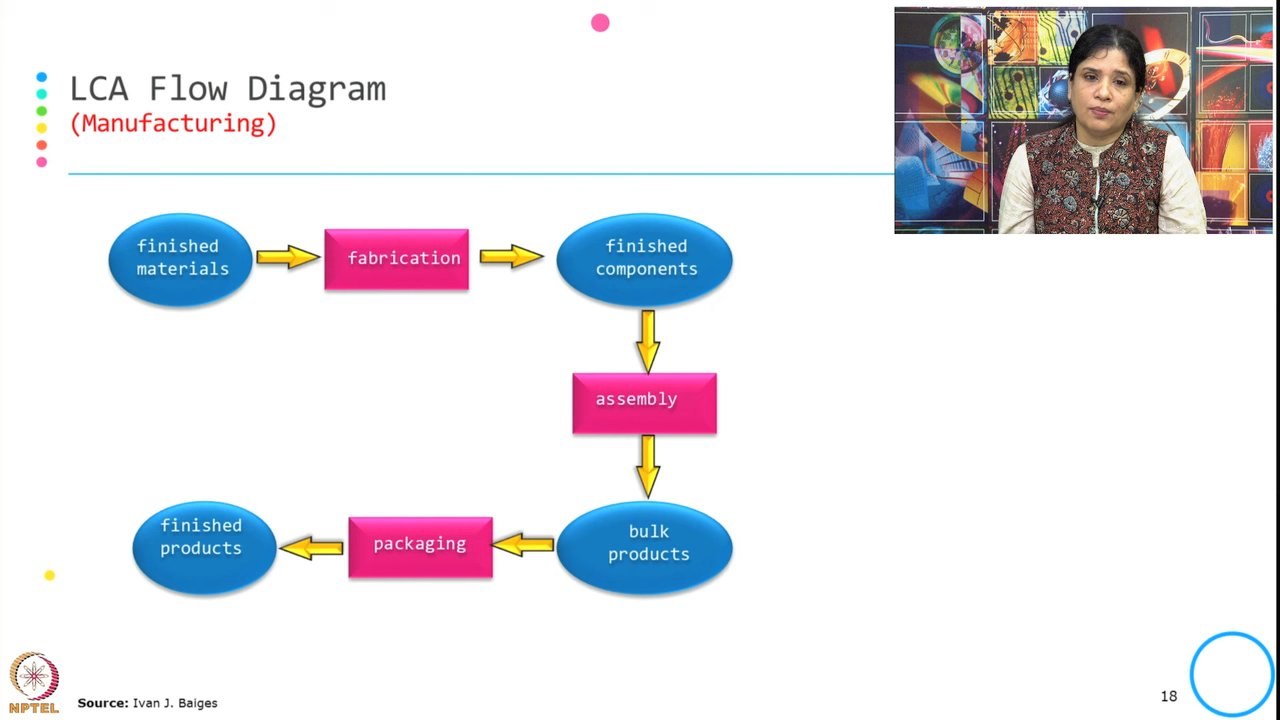 LCA Flow Diagram
(Manufacturing)
finished
materials
fabrication
finished
components
assembly
bulk
products
packaging
finished
products
NPTEL
Source: Ivan J. Baiges
18